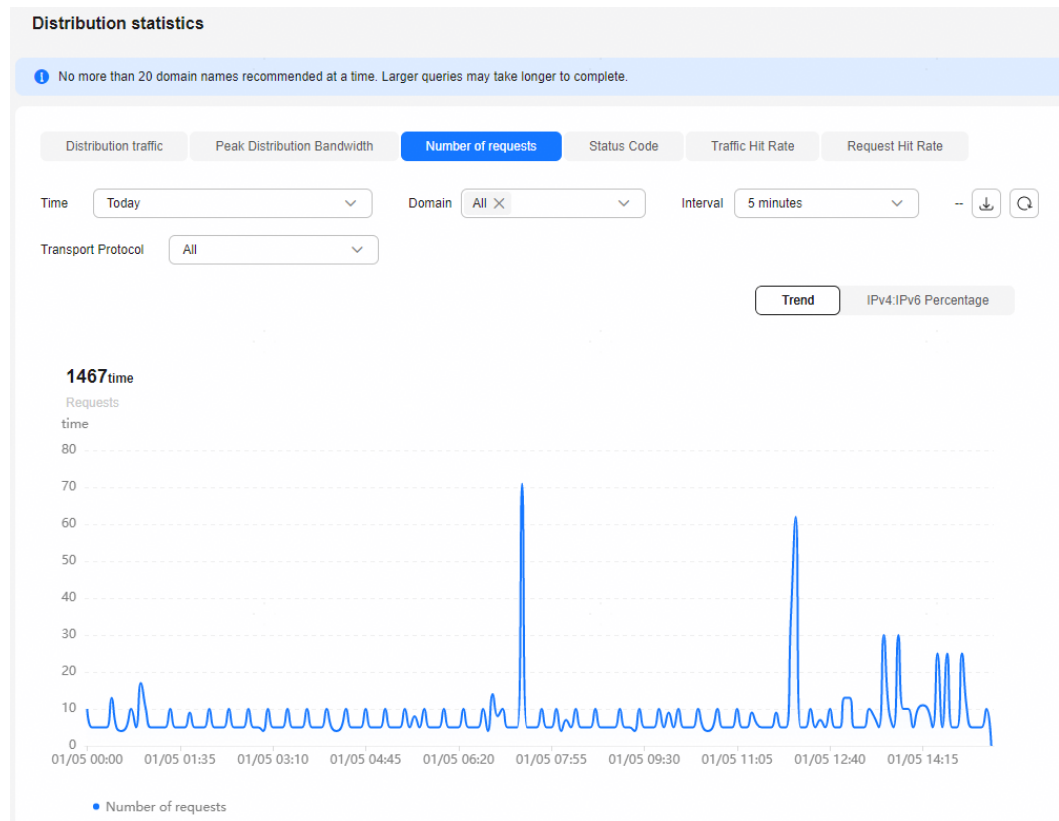 Distribution statistics
No more than 20 domain names recommended at a time. Larger queries may take longer to complete.
Distribution traffic Peak Distribution Bandwidth Number of requests Status Code Traffic Hit Rate Request Hit Rate
Time Today Domain All Interval 5 minutes --
Transport Protocol All
Trend IPv4:IPv6 Percentage
1467time
Requests
time
80
70
60
50
40
30
20
10
0
01/05 00:00 01/05 01:35 01/05 03:10 01/05 04:45 01/05 06:20 01/05 07:55 01/05 09:30 01/05 11:05 01/05 12:40 01/05 14:15
Number of requests